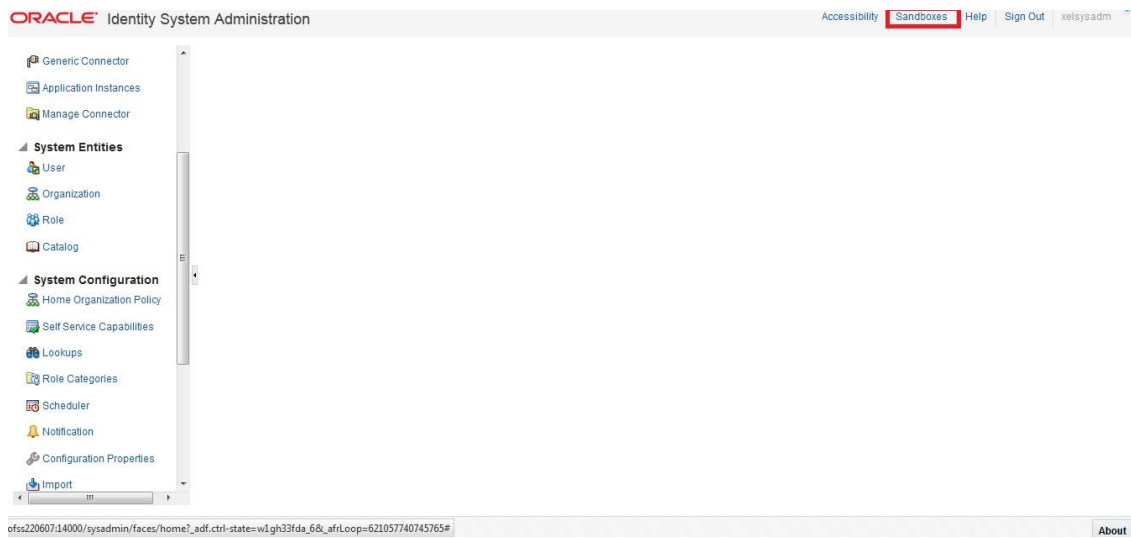 ORACLE Identity System Administration
Accessibility Sandboxes Help Sign Out xelsysadm
Generic Connector
Application Instances
Manage Connector
System Entities
User
Organization
Role
Catalog
System Configuration
Home Organization Policy
Self Service Capabilities
Lookups
Role Categories
Scheduler
Notification
Configuration Properties
Import
ofss220607:14000/sysadmin/faces/home?_adf.ctrl-state=w1gh33fda_6&_afrLoop=621057740745765#
About